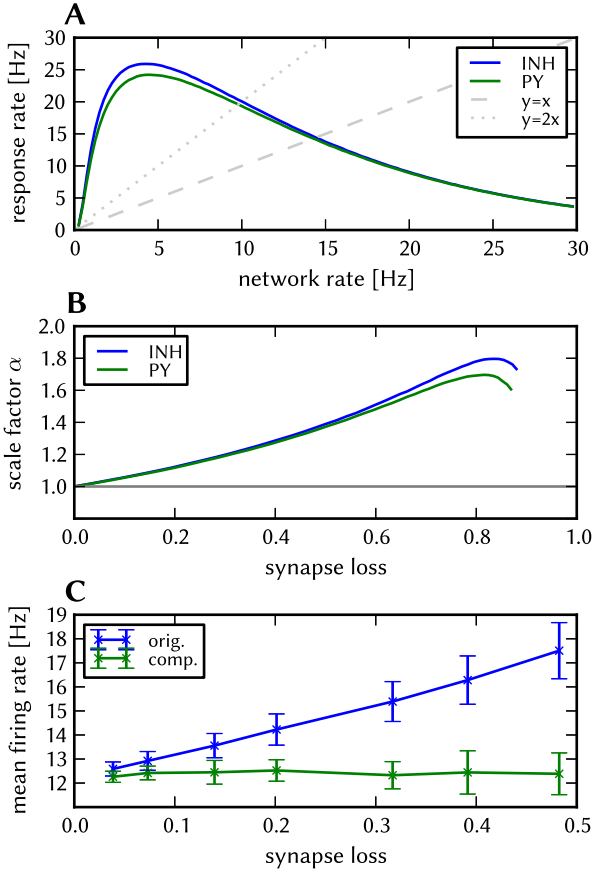 A
response rate [Hz]
30
25
20
15
10
5
0
INH
PY
y=x
y=2x
0 5 10 15 20 25 30
network rate [Hz]
B
scale factor α
2.0
1.8
1.6
1.4
1.2
1.0
INH
PY
0.0 0.2 0.4 0.6 0.8 1.0
synapse loss
C
mean firing rate [Hz]
19
18
17
16
15
14
13
12
orig.
comp.
0.0 0.1 0.2 0.3 0.4 0.5
synapse loss